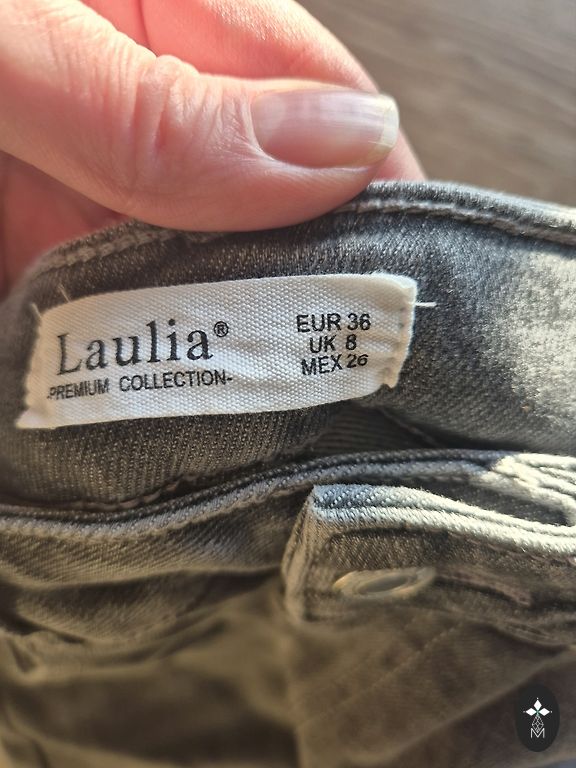 Laulia®
-PREMIUM COLLECTION-
EUR 36
UK 8
MEX 26
M